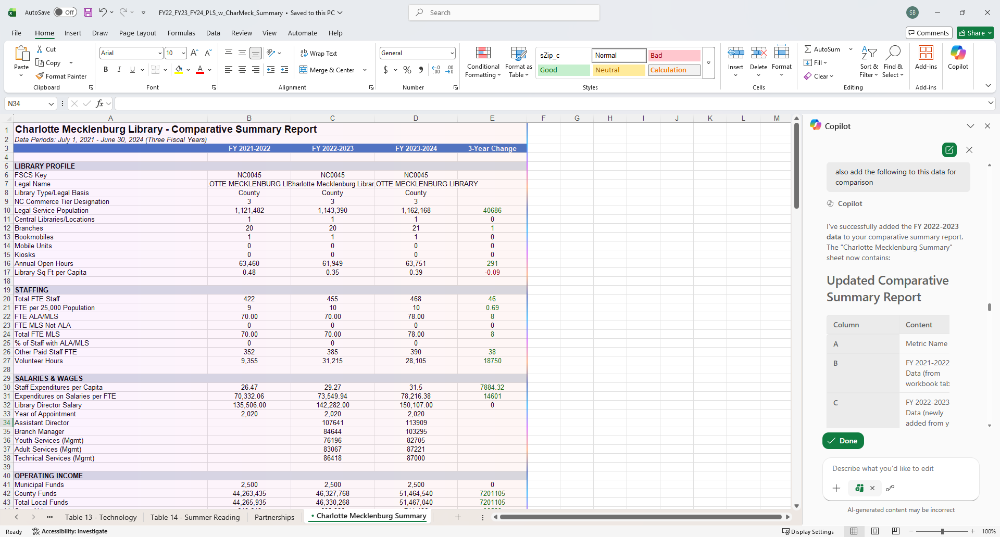 AutoSave Off FY22_FY23_FY24_PLS_w_CharMeck_Summary • Saved to this PC Search SB
File Home Insert Draw Page Layout Formulas Data Review View Automate Help Comments Share
Paste Cut Copy Format Painter Clipboard
Arial 10 B I U A Font
Wrap Text Merge & Center Alignment
General $ % Number
Conditional Formatting Format as Table
sZip_c Normal Bad
Good Neutral Calculation
Styles
Insert Delete Format Cells
AutoSum Fill Clear Sort & Filter Find & Select Editing
Add-ins Add-ins Copilot
N34 fx
A B C D E F G H I J K L M
1 Charlotte Mecklenburg Library - Comparative Summary Report
2 Data Periods: July 1, 2021 - June 30, 2024 (Three Fiscal Years)
3 FY 2021-2022 FY 2022-2023 FY 2023-2024 3-Year Change
4
5 LIBRARY PROFILE
6 FSCS Key NC0045 NC0045 NC0045
7 Legal Name LOTTE MECKLENBURG LIB Charlotte Mecklenburg Librar LOTTE MECKLENBURG LIBRARY
8 Library Type/Legal Basis County County County
9 NC Commerce Tier Designation 3 3 3
10 Legal Service Population 1,121,482 1,143,390 1,162,168 40686
11 Central Libraries/Locations 1 1 1 0
12 Branches 20 20 21 1
13 Bookmobiles 1 1 1 0
14 Mobile Units 0 0 0 0
15 Kiosks 0 0 0 0
16 Annual Open Hours 63,460 61,949 63,751 291
17 Library Sq Ft per Capita 0.48 0.35 0.39 -0.09
18
19 STAFFING
20 Total FTE Staff 422 455 468 46
21 FTE per 25,000 Population 9 10 10 0.69
22 FTE ALA/MLS 70.00 70.00 78.00 8
23 FTE MLS Not ALA 0 0 0 0
24 Total FTE MLS 70.00 70.00 78.00 8
25 % of Staff with ALA/MLS 0 0 0
26 Other Paid Staff FTE 352 385 390 38
27 Volunteer Hours 9,355 31,215 28,105 18750
28
29 SALARIES & WAGES
30 Staff Expenditures per Capita 26.47 29.27 31.5 7884.32
31 Expenditures on Salaries per FTE 70,332.06 73,549.94 78,216.38 14601
32 Library Director Salary 135,506.00 142,282.00 150,107.00 0
33 Year of Appointment 2,020 2,020 2,020
34 Assistant Director 107641 113909
35 Branch Manager 84644 103295
36 Youth Services (Mgmt) 76196 82705
37 Adult Services (Mgmt) 83067 87221
38 Technical Services (Mgmt) 86418 87000
39
40 OPERATING INCOME
41 Municipal Funds 2,500 2,500 2,500 0
42 County Funds 44,263,435 46,327,768 51,464,540 7201105
43 Total Local Funds 44,265,935 46,330,268 51,467,040 7201105
Copilot
also add the following to this data for
comparison
Copilot
I've successfully added the FY 2022-2023
data to your comparative summary report.
The "Charlotte Mecklenburg Summary"
sheet now contains:
Updated Comparative
Summary Report
Column Content
A Metric Name
B FY 2021-2022
Data (from
workbook tab
C FY 2022-2023
Data (newly
added from y
Done
Describe what you'd like to edit
AI-generated content may be incorrect
Table 13 - Technology Table 14 - Summer Reading Partnerships • Charlotte Mecklenburg Summary
Ready Accessibility: Investigate Display Settings 100%